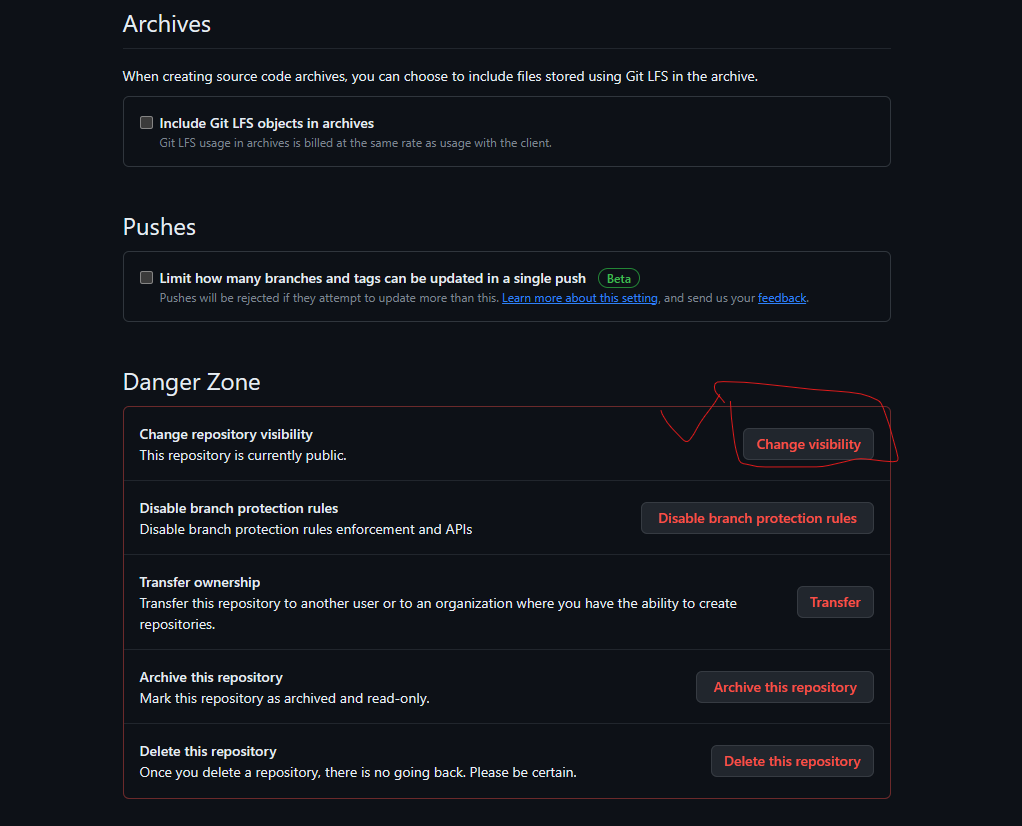 Archives
When creating source code archives, you can choose to include files stored using Git LFS in the archive.
Include Git LFS objects in archives
Git LFS usage in archives is billed at the same rate as usage with the client.
Pushes
Limit how many branches and tags can be updated in a single push Beta
Pushes will be rejected if they attempt to update more than this. Learn more about this setting, and send us your feedback.
Danger Zone
Change repository visibility
This repository is currently public.
Change visibility
Disable branch protection rules
Disable branch protection rules enforcement and APIs
Disable branch protection rules
Transfer ownership
Transfer this repository to another user or to an organization where you have the ability to create
repositories.
Transfer
Archive this repository
Mark this repository as archived and read-only.
Archive this repository
Delete this repository
Once you delete a repository, there is no going back. Please be certain.
Delete this repository